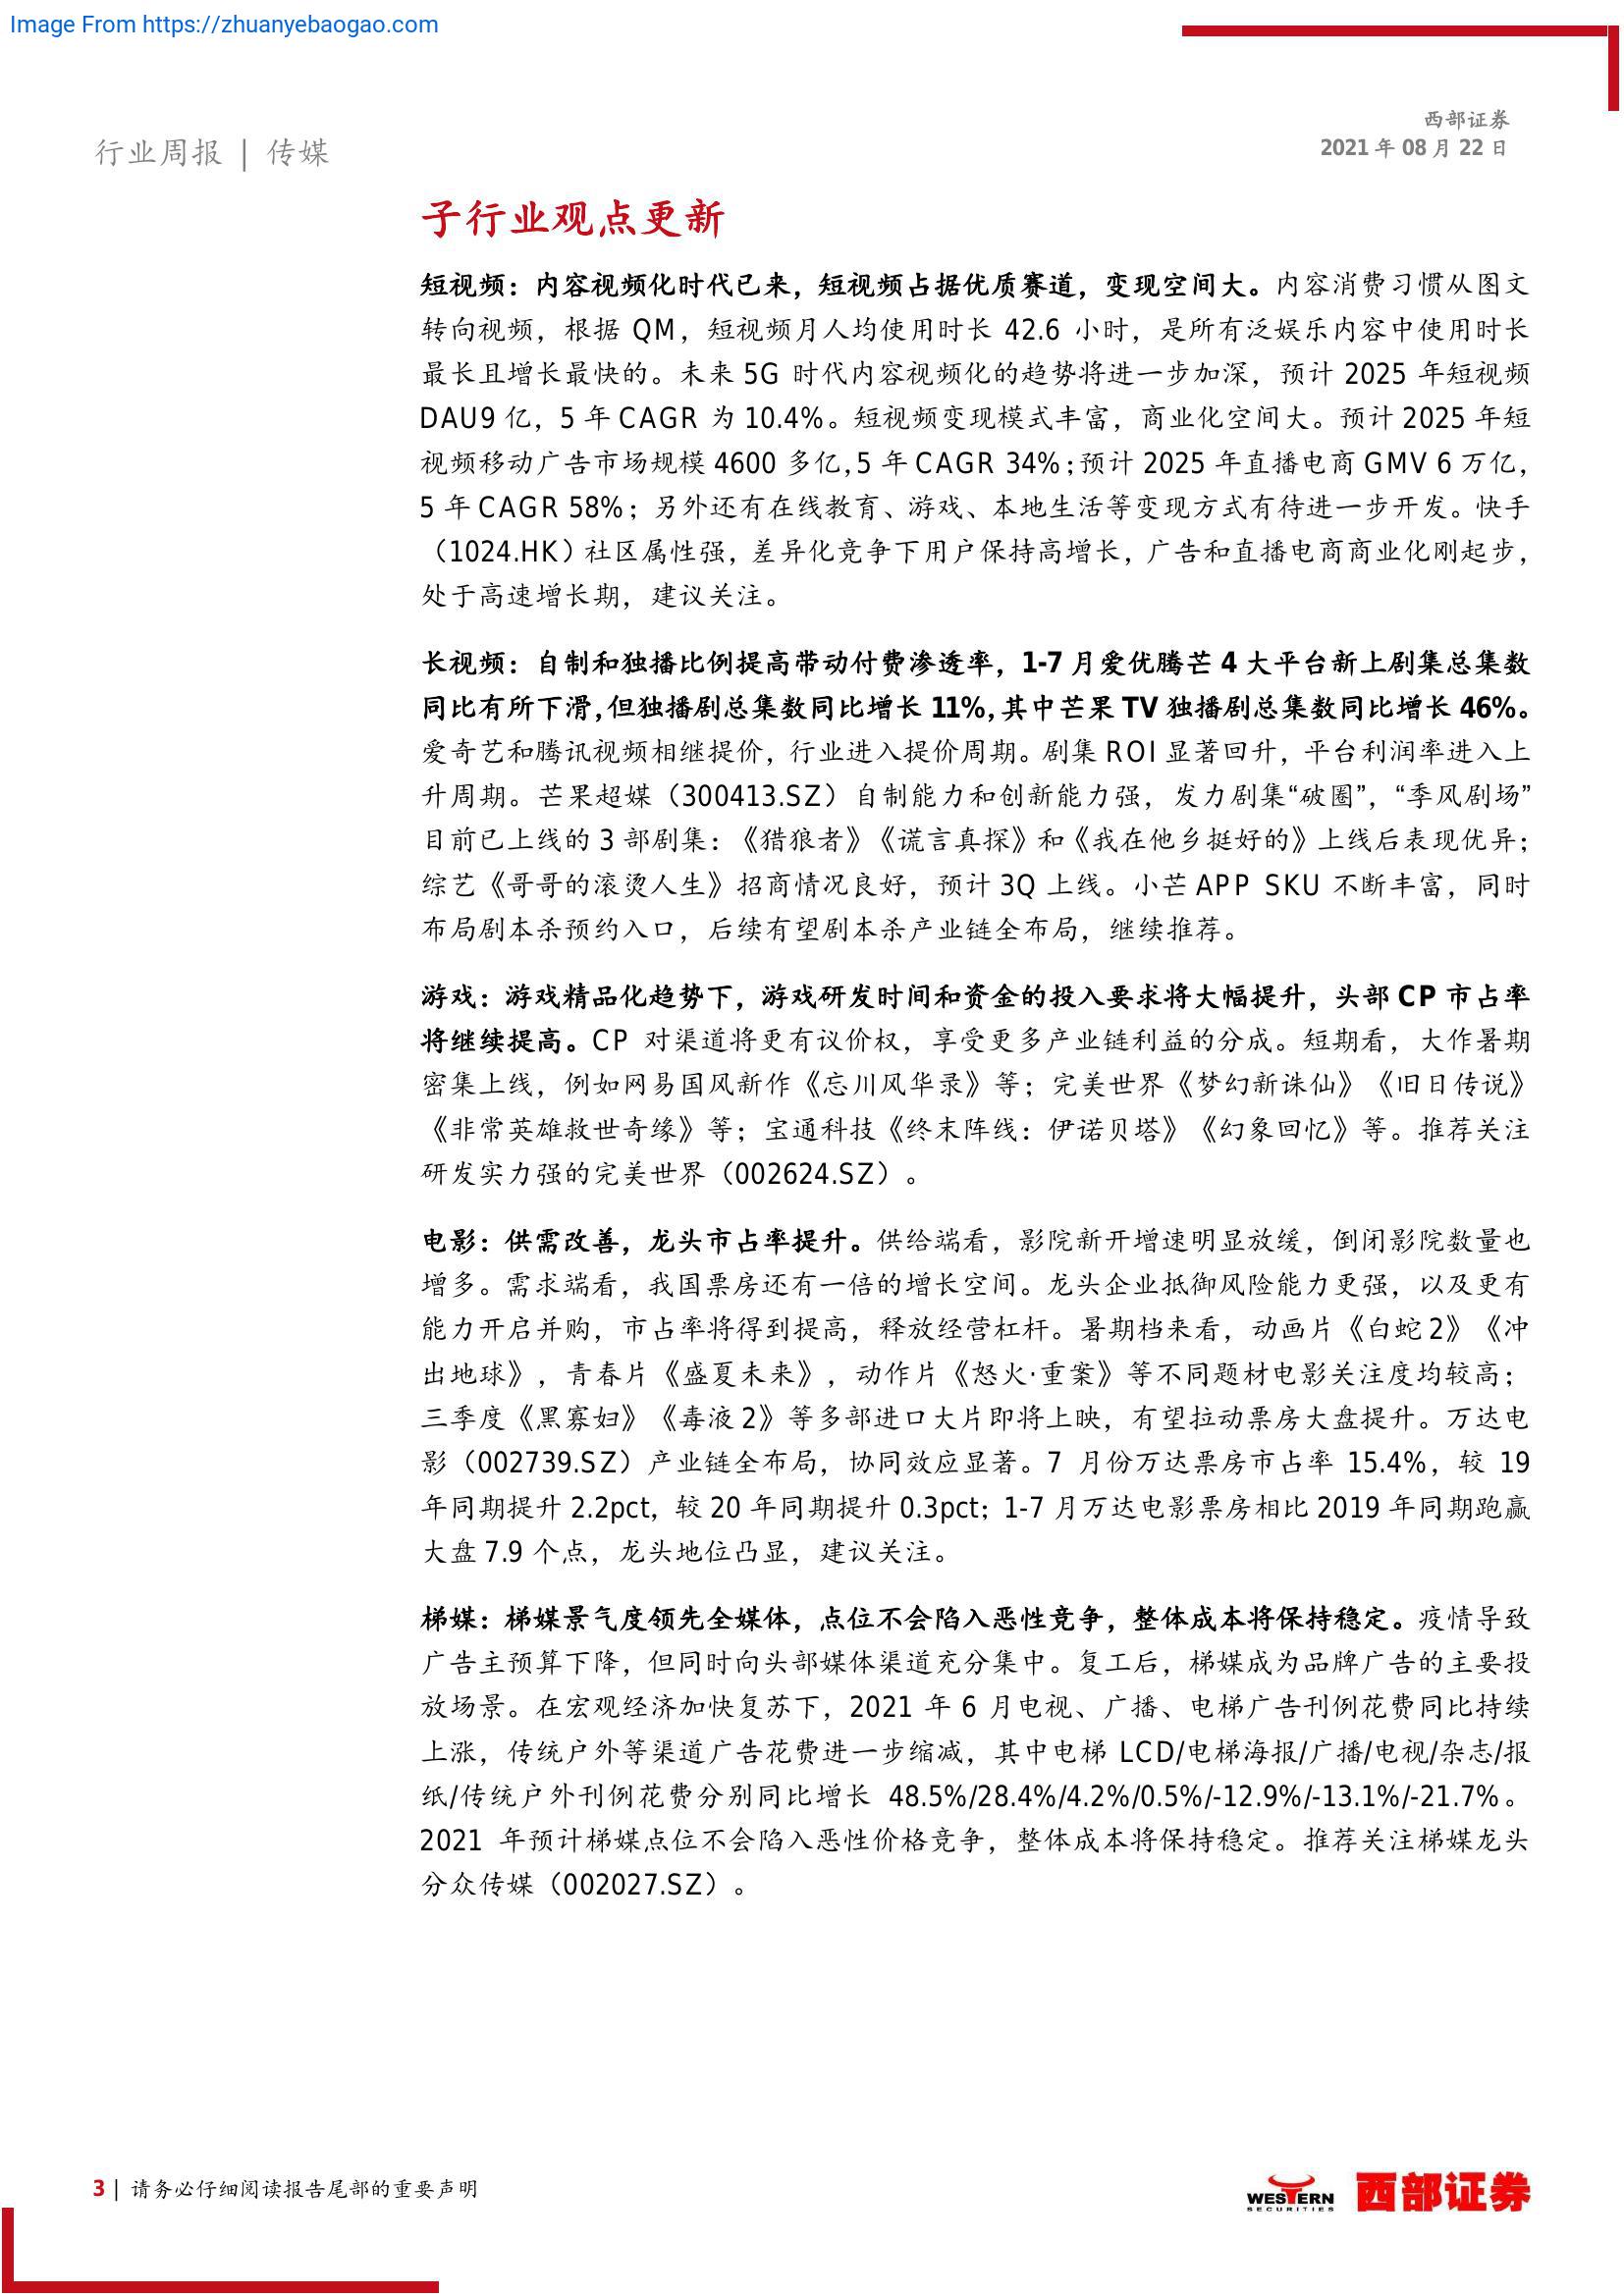 Image From https://zhuanyebaogao.com
西部证券
2021 年 08 月 22 日
行业周报 | 传媒
子行业观点更新
短视频：内容视频化时代已来，短视频占据优质赛道，变现空间大。内容消费习惯从图文
转向视频，根据 QM，短视频月人均使用时长 42.6 小时，是所有泛娱乐内容中使用时长
最长且增长最快的。未来 5G 时代内容视频化的趋势将进一步加深，预计 2025 年短视频
DAU9 亿，5 年 CAGR 为 10.4%。短视频变现模式丰富，商业化空间大。预计 2025 年短
视频移动广告市场规模 4600 多亿，5 年 CAGR 34%；预计 2025 年直播电商 GMV 6 万亿，
5 年 CAGR 58%；另外还有在线教育、游戏、本地生活等变现方式有待进一步开发。快手
（1024.HK）社区属性强，差异化竞争下用户保持高增长，广告和直播电商商业化刚起步，
处于高速增长期，建议关注。
长视频：自制和独播比例提高带动付费渗透率，1-7 月爱优腾芒 4 大平台新上剧集总集数
同比有所下滑，但独播剧总集数同比增长 11%，其中芒果 TV 独播剧总集数同比增长 46%。
爱奇艺和腾讯视频相继提价，行业进入提价周期。剧集 ROI 显著回升，平台利润率进入上
升周期。芒果超媒（300413.SZ）自制能力和创新能力强，发力剧集“破圈”，“季风剧场”
目前已上线的 3 部剧集：《猎狼者》《谎言真探》和《我在他乡挺好的》上线后表现优异；
综艺《哥哥的滚烫人生》招商情况良好，预计 3Q 上线。小芒 APP SKU 不断丰富，同时
布局剧本杀预约入口，后续有望剧本杀产业链全布局，继续推荐。
游戏：游戏精品化趋势下，游戏研发时间和资金的投入要求将大幅提升，头部 CP 市占率
将继续提高。CP 对渠道将更有议价权，享受更多产业链利益的分成。短期看，大作暑期
密集上线，例如网易国风新作《忘川风华录》等；完美世界《梦幻新诛仙》《旧日传说》
《非常英雄救世奇缘》等；宝通科技《终末阵线：伊诺贝塔》《幻象回忆》等。推荐关注
研发实力强的完美世界（002624.SZ）。
电影：供需改善，龙头市占率提升。供给端看，影院新开增速明显放缓，倒闭影院数量也
增多。需求端看，我国票房还有一倍的增长空间。龙头企业抵御风险能力更强，以及更有
能力开启并购，市占率将得到提高，释放经营杠杆。暑期档来看，动画片《白蛇 2》《冲
出地球》，青春片《盛夏未来》，动作片《怒火·重案》等不同题材电影关注度均较高；
三季度《黑寡妇》《毒液 2》等多部进口大片即将上映，有望拉动票房大盘提升。万达电
影（002739.SZ）产业链全布局，协同效应显著。7 月份万达票房市占率 15.4%，较 19
年同期提升 2.2pct，较 20 年同期提升 0.3pct；1-7 月万达电影票房相比 2019 年同期跑赢
大盘 7.9 个点，龙头地位凸显，建议关注。
梯媒：梯媒景气度领先全媒体，点位不会陷入恶性竞争，整体成本将保持稳定。疫情导致
广告主预算下降，但同时向头部媒体渠道充分集中。复工后，梯媒成为品牌广告的主要投
放场景。在宏观经济加快复苏下，2021 年 6 月电视、广播、电梯广告刊例花费同比持续
上涨，传统户外等渠道广告花费进一步缩减，其中电梯 LCD/电梯海报/广播/电视/杂志/报
纸/传统户外刊例花费分别同比增长 48.5%/28.4%/4.2%/0.5%/-12.9%/-13.1%/-21.7%。
2021 年预计梯媒点位不会陷入恶性价格竞争，整体成本将保持稳定。推荐关注梯媒龙头
分众传媒（002027.SZ）。
3 | 请务必仔细阅读报告尾部的重要声明
WESTERN
SECURITIES
西部证券